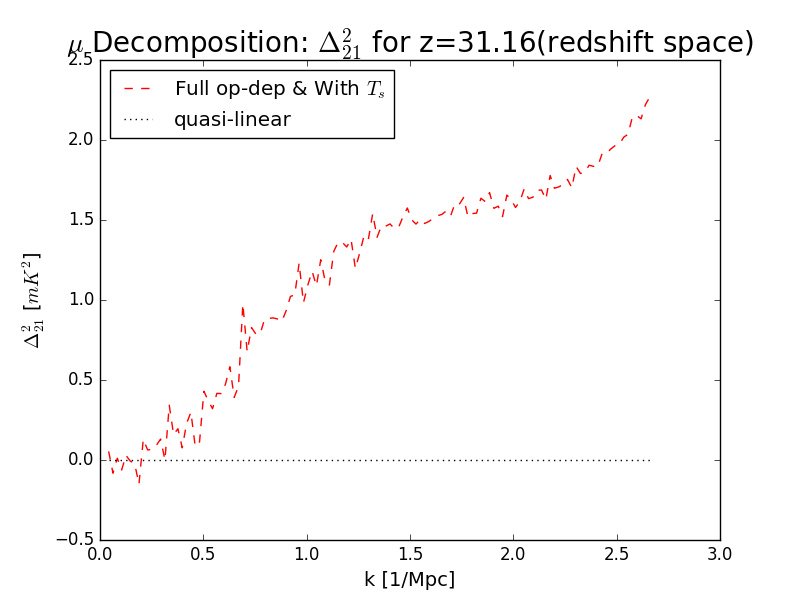 μ Decomposition: Δ²₂₁ for z=31.16(redshift space)
2.5
Full op-dep & With Tₛ
quasi-linear
2.0
1.5
1.0
0.5
0.0
−0.5
Δ²₂₁ [mK²]
0.0 0.5 1.0 1.5 2.0 2.5 3.0
k [1/Mpc]